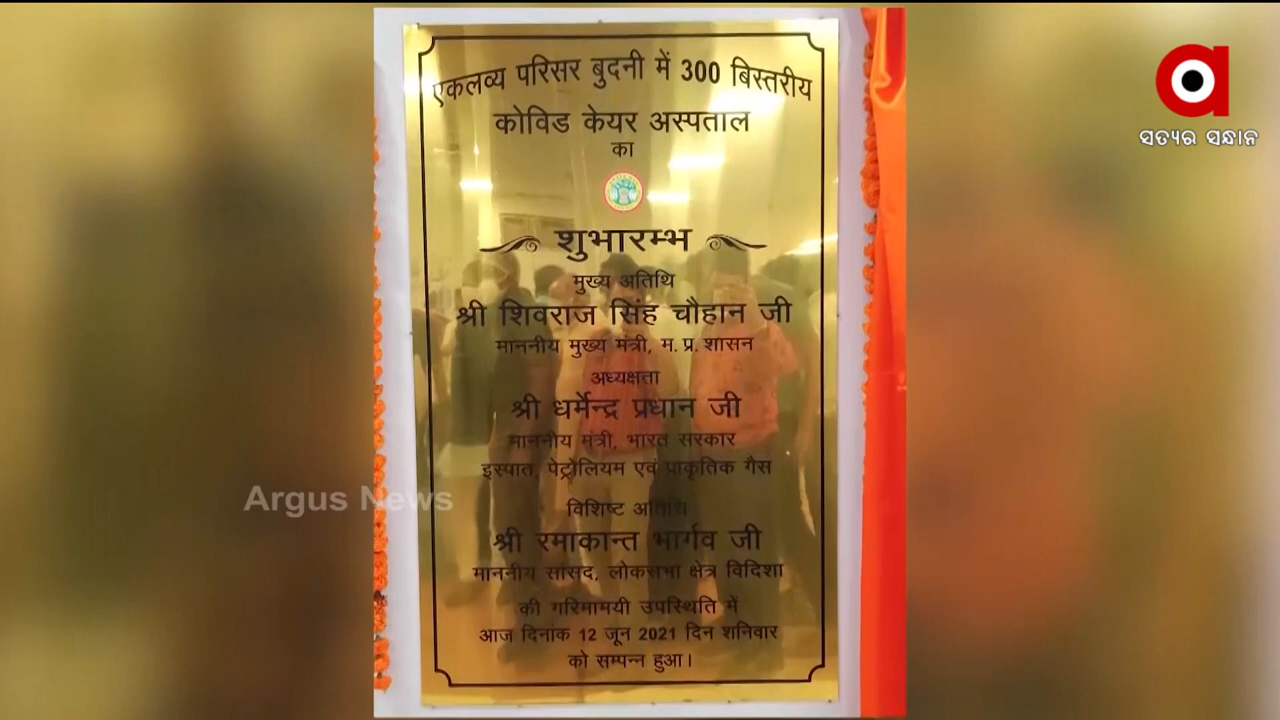 एकलव्य परिसर बुदनी में 300 बिस्तरीय
कोविड केयर अस्पताल
का
शुभारम्भ
मुख्य अतिथि
श्री शिवराज सिंह चौहान जी
माननीय मुख्य मंत्री, म. प्र. शासन
अध्यक्षता
श्री धर्मेन्द्र प्रधान जी
माननीय मंत्री, भारत सरकार
इस्पात, पेट्रोलियम एवं प्राकृतिक गैस
विशिष्ट अतिथि
श्री रमाकान्त भार्गव जी
माननीय सांसद, लोकसभा क्षेत्र विदिशा
की गरिमामयी उपस्थिति में
आज दिनाक 12 जून 2021 दिन शनिवार
को सम्पन्न हुआ।
Argus News
ସତ୍ୟର ସନ୍ଧାନ